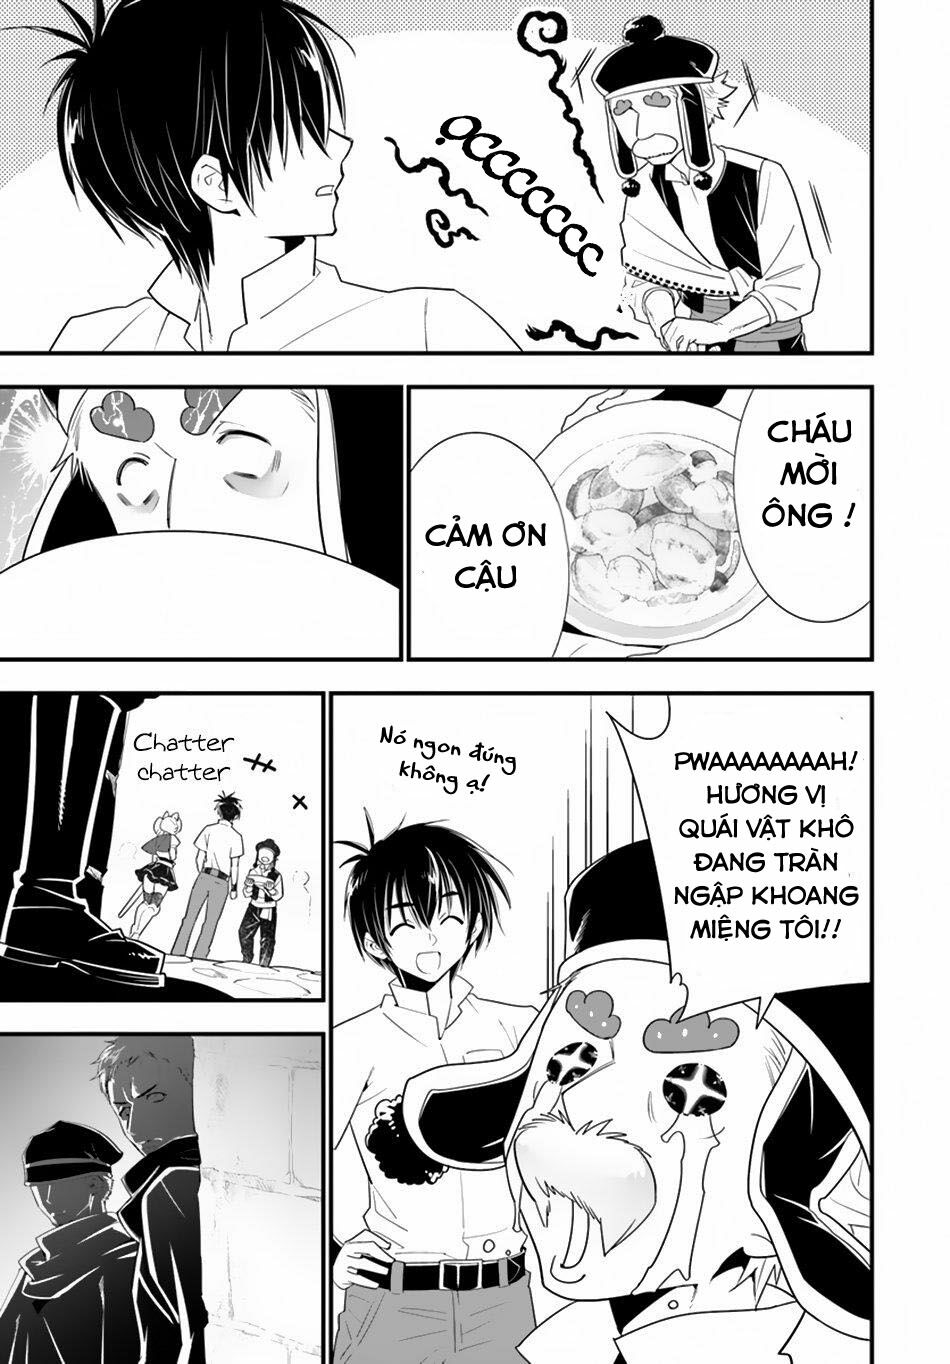 ỌCCCCCCC
CHÁU
MỜI
ÔNG !
CẢM ƠN
CẬU
PWAAAAAAAAH!
HƯƠNG VỊ
QUÁI VẬT KHÔ
ĐANG TRÀN
NGẬP KHOANG
MIỆNG TÔI!!
Nó ngon đúng
không ạ!
Chatter
chatter